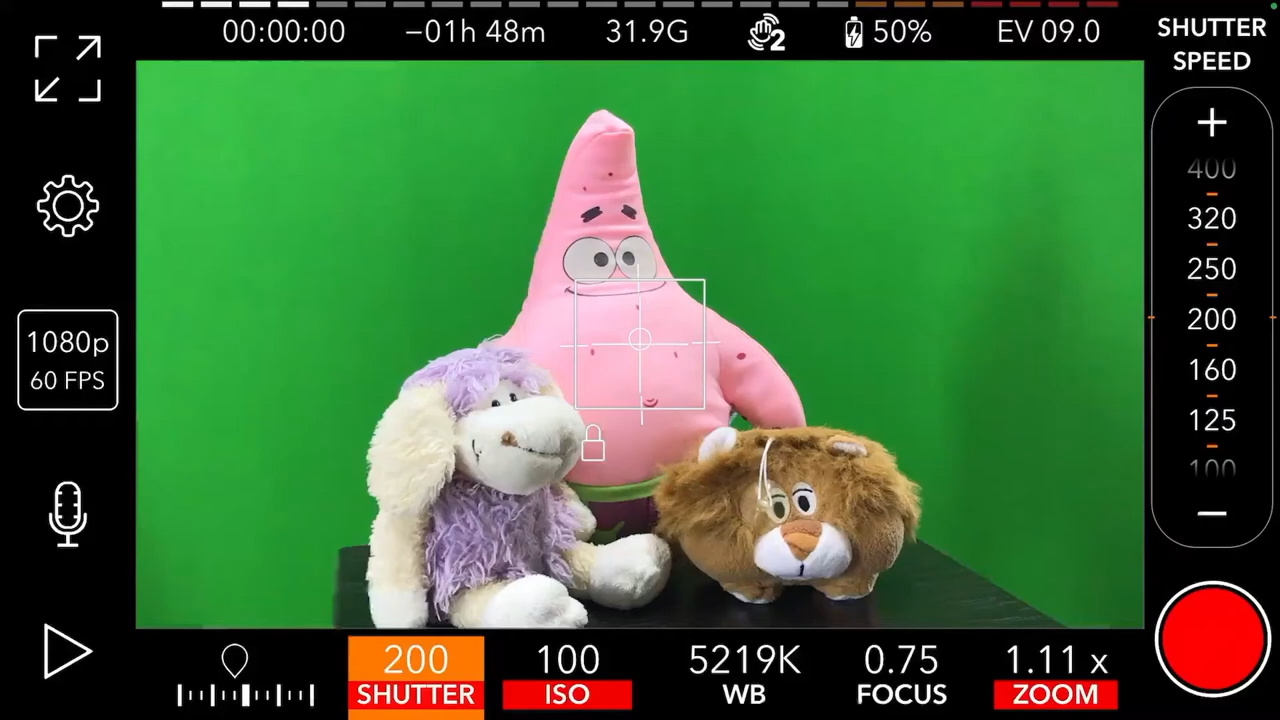 00:00:00
−01h 48m
31.9G
2
50%
EV 09.0
SHUTTER
SPEED
+
400
320
250
200
160
125
100
−
1080p
60 FPS
200
SHUTTER
100
ISO
5219K
WB
0.75
FOCUS
1.11 x
ZOOM